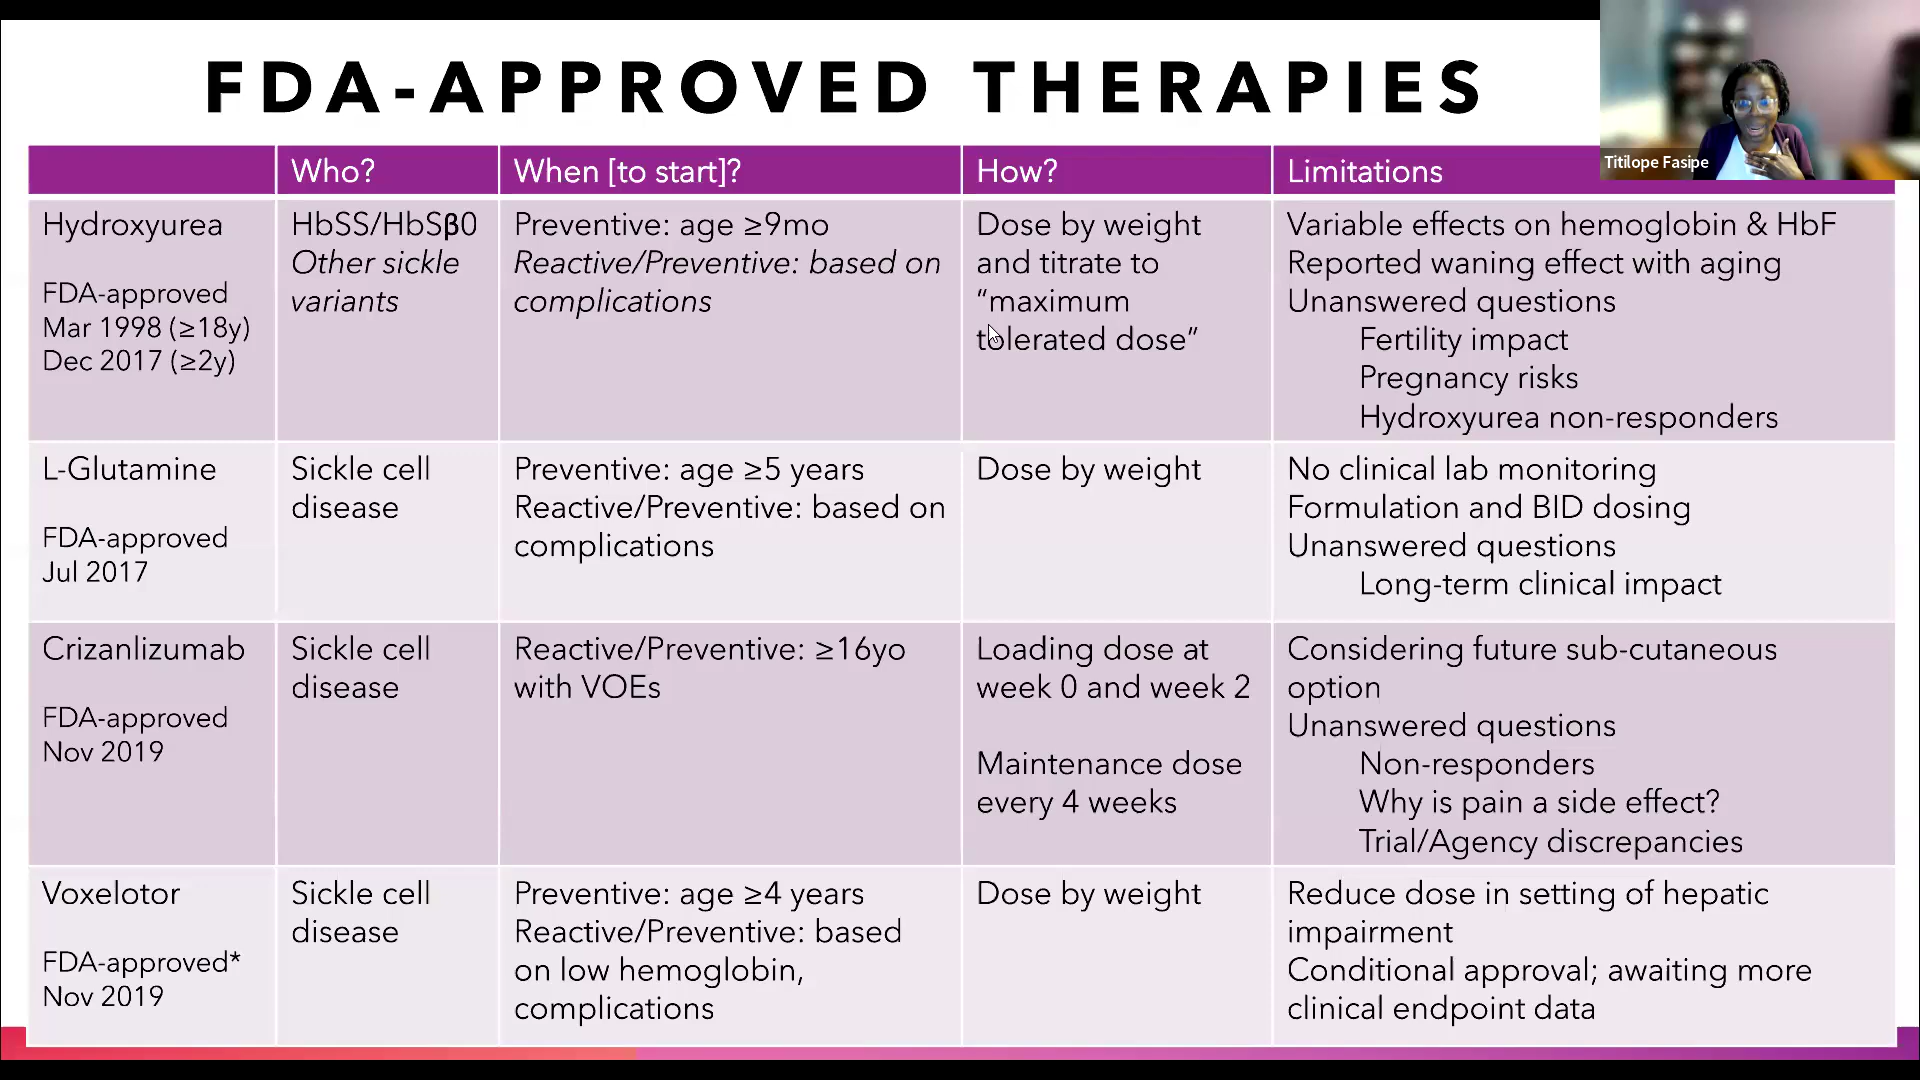 FDA-APPROVED THERAPIES
Titilope Fasipe
Who?
When [to start]?
How?
Limitations
Hydroxyurea
FDA-approved
Mar 1998 (≥18y)
Dec 2017 (≥2y)
HbSS/HbSβ0
Other sickle
variants
Preventive: age ≥9mo
Reactive/Preventive: based on
complications
Dose by weight
and titrate to
“maximum
tolerated dose”
Variable effects on hemoglobin & HbF
Reported waning effect with aging
Unanswered questions
Fertility impact
Pregnancy risks
Hydroxyurea non-responders
L-Glutamine
FDA-approved
Jul 2017
Sickle cell
disease
Preventive: age ≥5 years
Reactive/Preventive: based on
complications
Dose by weight
No clinical lab monitoring
Formulation and BID dosing
Unanswered questions
Long-term clinical impact
Crizanlizumab
FDA-approved
Nov 2019
Sickle cell
disease
Reactive/Preventive: ≥16yo
with VOEs
Loading dose at
week 0 and week 2
Maintenance dose
every 4 weeks
Considering future sub-cutaneous
option
Unanswered questions
Non-responders
Why is pain a side effect?
Trial/Agency discrepancies
Voxelotor
FDA-approved*
Nov 2019
Sickle cell
disease
Preventive: age ≥4 years
Reactive/Preventive: based
on low hemoglobin,
complications
Dose by weight
Reduce dose in setting of hepatic
impairment
Conditional approval; awaiting more
clinical endpoint data